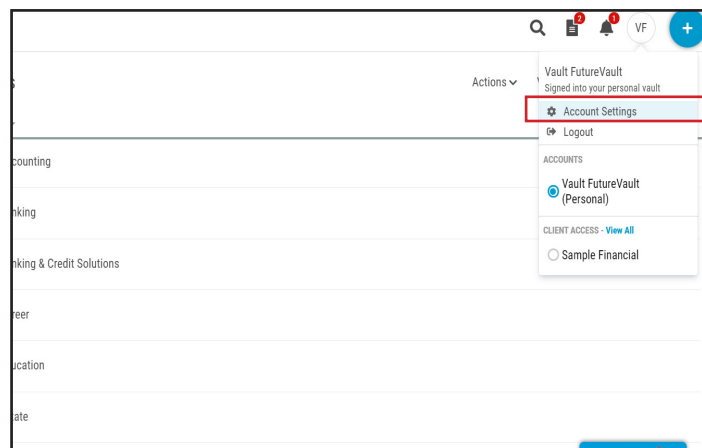 2
1
VF
+
Actions
Vault FutureVault
Signed into your personal vault
Account Settings
Logout
ACCOUNTS
Vault FutureVault
(Personal)
CLIENT ACCESS - View All
Sample Financial
counting
nking
nking & Credit Solutions
reer
ucation
ate